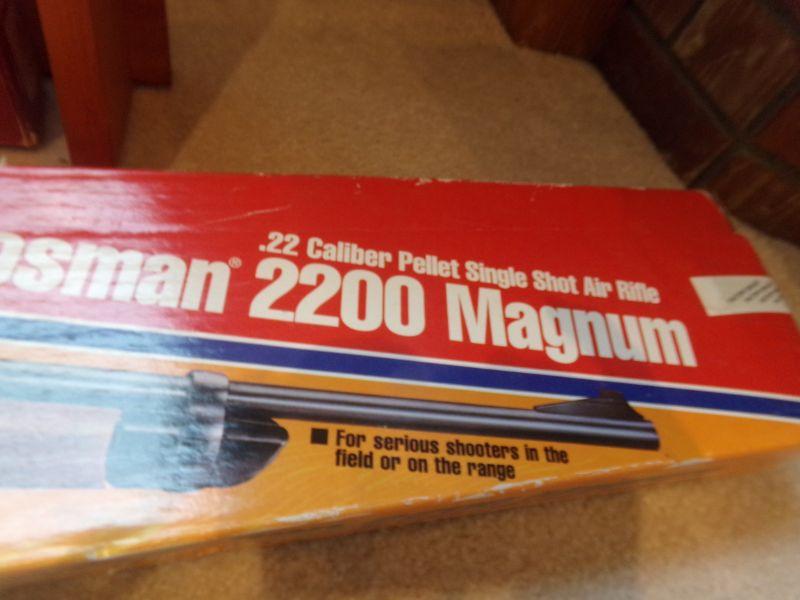 .22 Caliber Pellet Single Shot Air Rifle
osman® 2200 Magnum
■ For serious shooters in the
field or on the range